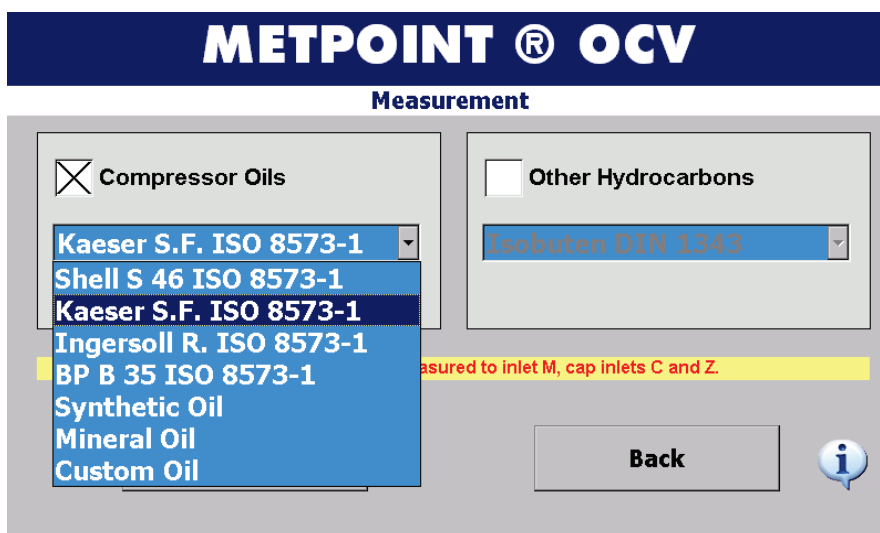 METPOINT ® OCV
Measurement
Compressor Oils
Kaeser S.F. ISO 8573-1
Shell S 46 ISO 8573-1
Kaeser S.F. ISO 8573-1
Ingersoll R. ISO 8573-1
BP B 35 ISO 8573-1
Synthetic Oil
Mineral Oil
Custom Oil
Other Hydrocarbons
Isobuten DIN 1343
to inlet M, cap inlets C and Z.
Back
i